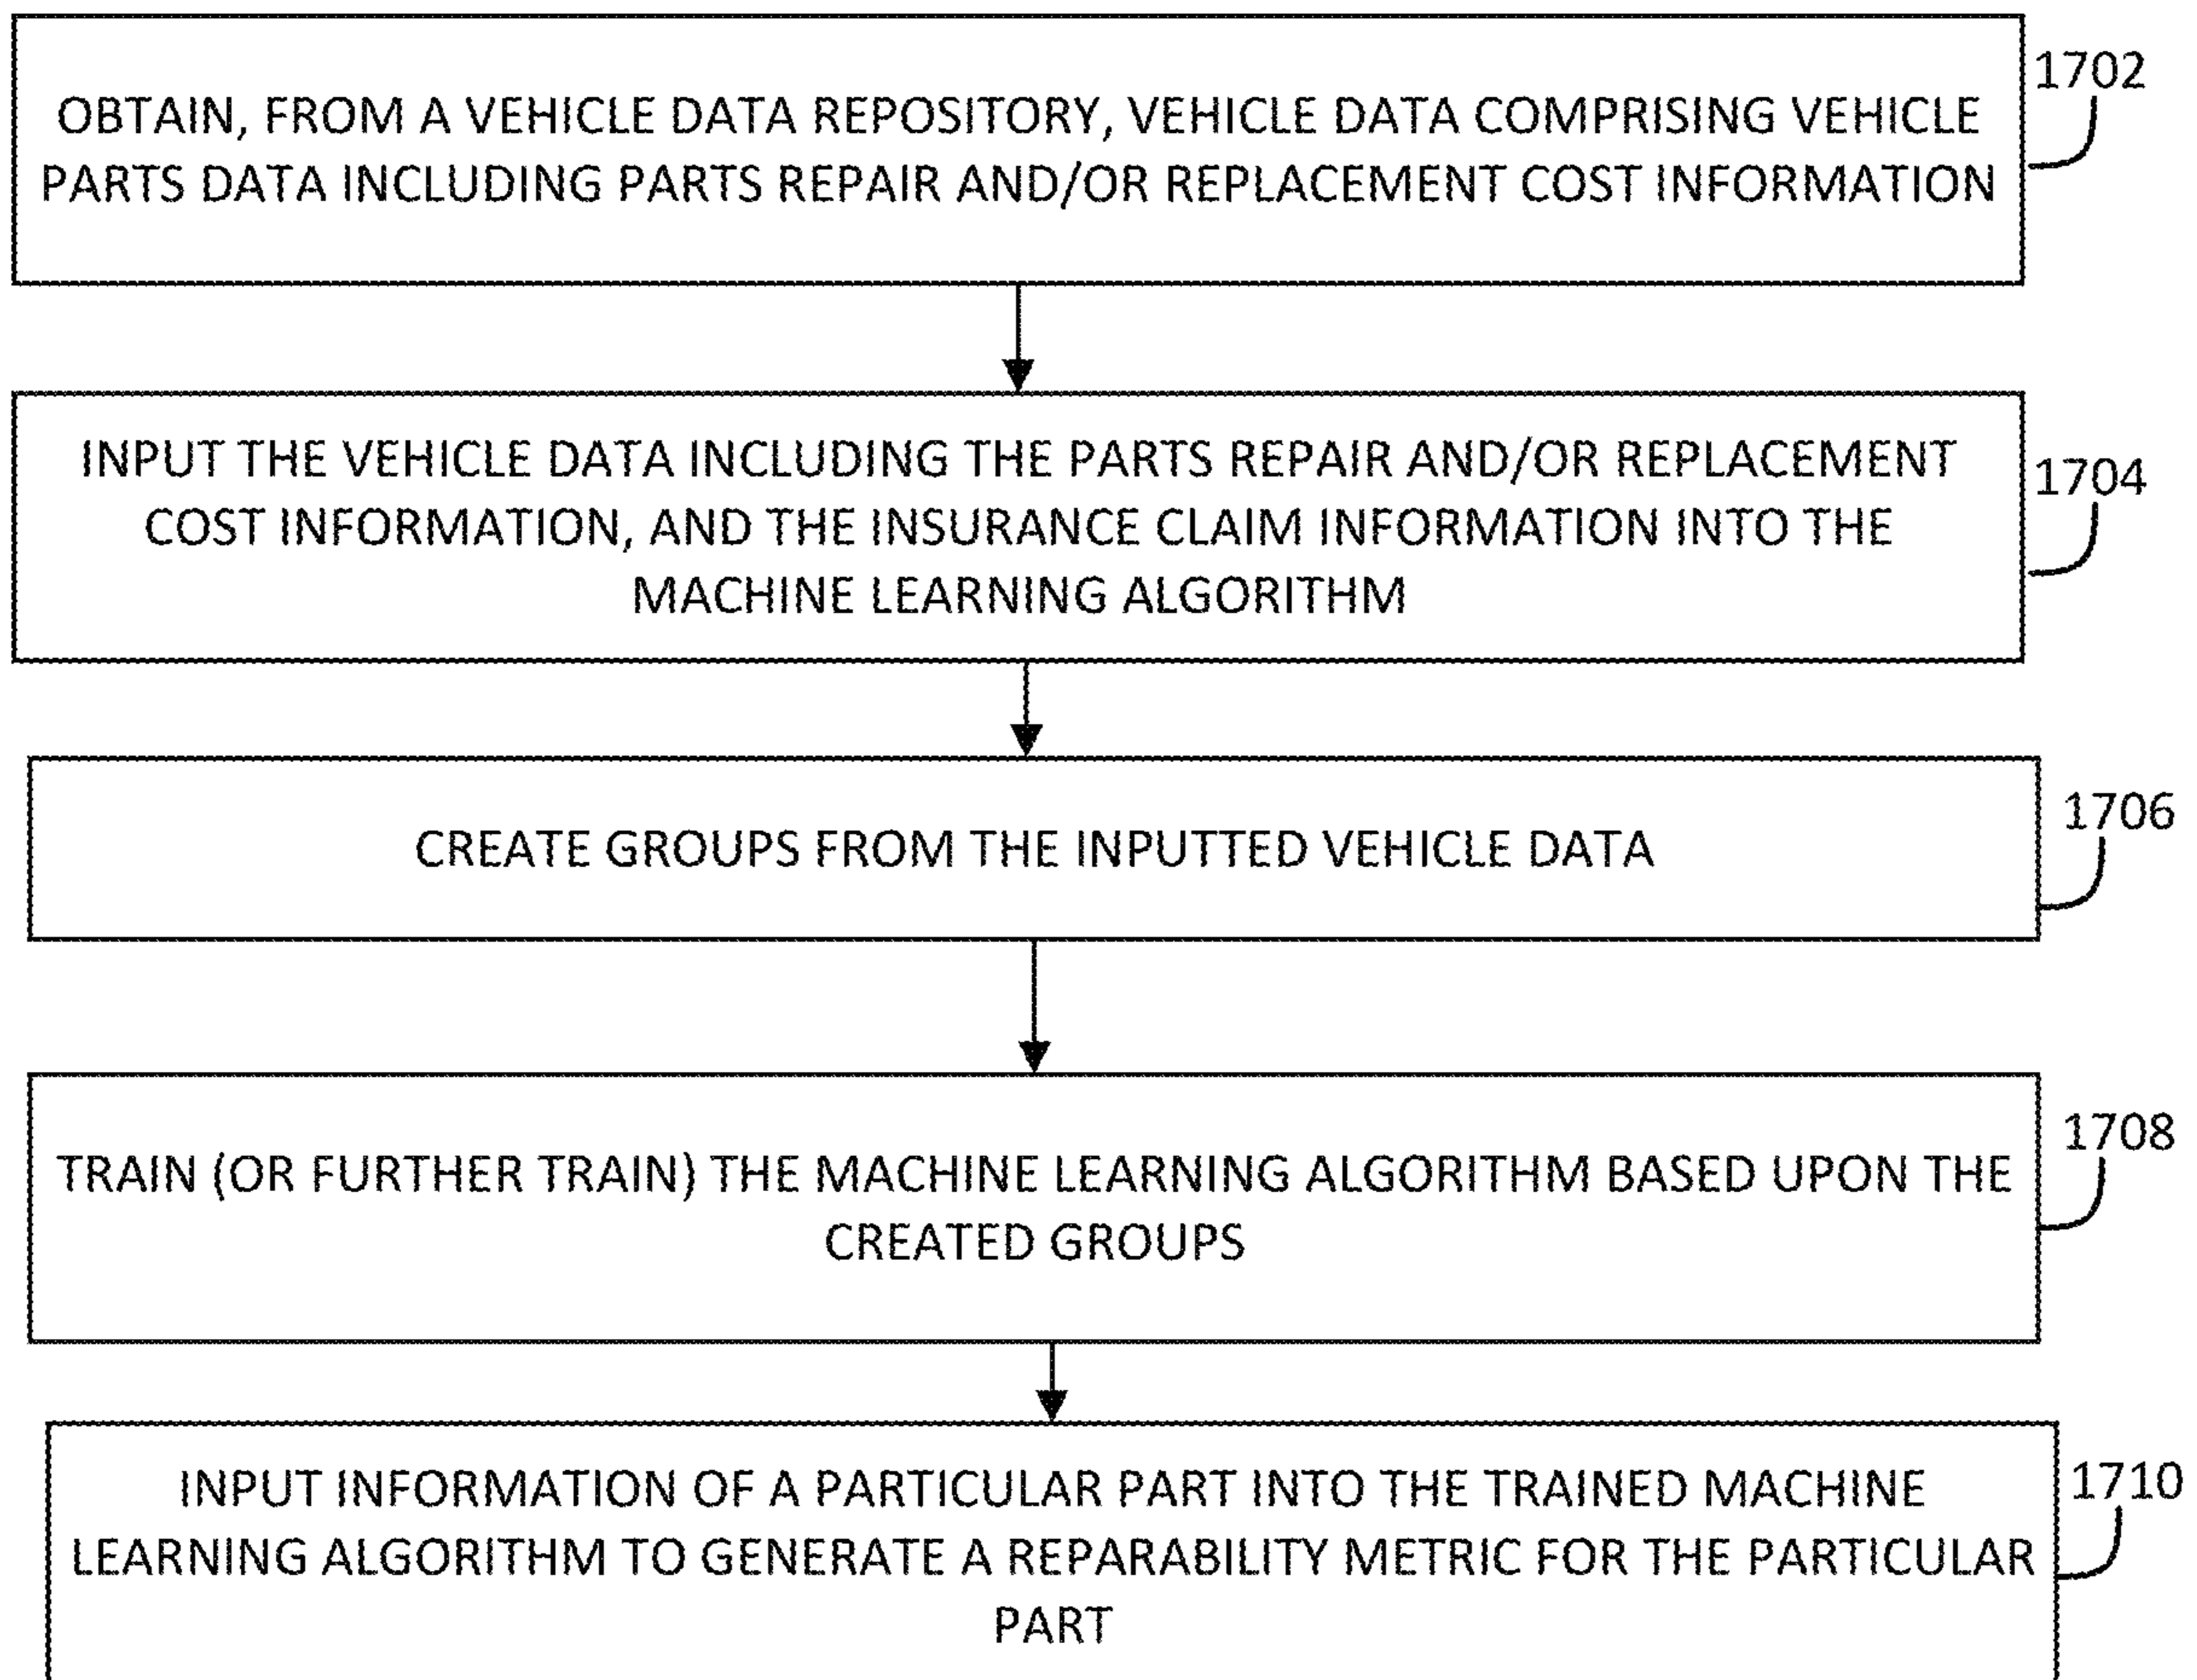 OBTAIN, FROM A VEHICLE DATA REPOSITORY, VEHICLE DATA COMPRISING VEHICLE
PARTS DATA INCLUDING PARTS REPAIR AND/OR REPLACEMENT COST INFORMATION
1702
INPUT THE VEHICLE DATA INCLUDING THE PARTS REPAIR AND/OR REPLACEMENT
COST INFORMATION, AND THE INSURANCE CLAIM INFORMATION INTO THE
MACHINE LEARNING ALGORITHM
1704
CREATE GROUPS FROM THE INPUTTED VEHICLE DATA
1706
TRAIN (OR FURTHER TRAIN) THE MACHINE LEARNING ALGORITHM BASED UPON THE
CREATED GROUPS
1708
INPUT INFORMATION OF A PARTICULAR PART INTO THE TRAINED MACHINE
LEARNING ALGORITHM TO GENERATE A REPARABILITY METRIC FOR THE PARTICULAR
PART
1710